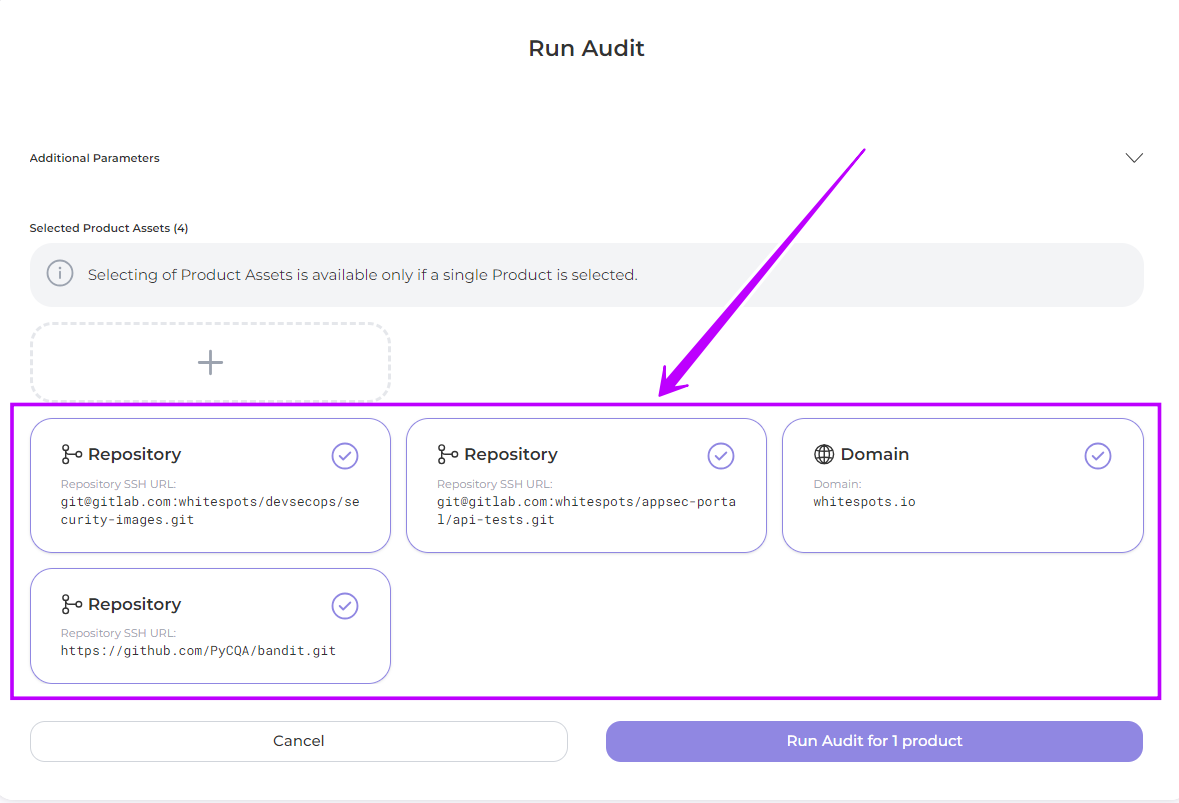 Run Audit
Additional Parameters
Selected Product Assets (4)
Selecting of Product Assets is available only if a single Product is selected.
Repository
Repository SSH URL:
git@gitlab.com:whitespots/devsecops/se
curity-images.git
Repository
Repository SSH URL:
git@gitlab.com:whitespots/appsec-porta
l/api-tests.git
Domain
Domain:
whitespots.io
Repository
Repository SSH URL:
https://github.com/PyCQA/bandit.git
Cancel
Run Audit for 1 product